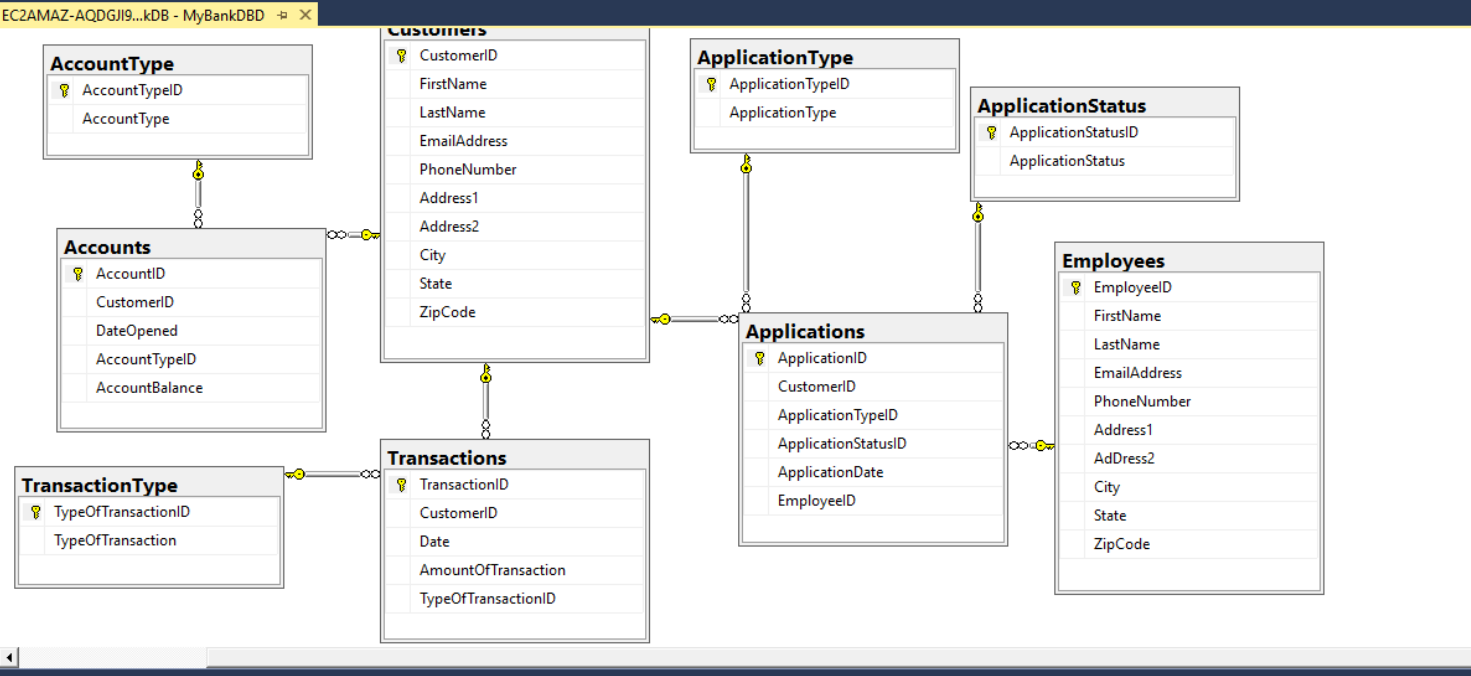 EC2AMAZ-AQDGJI9...kDB - MyBankDBD
AccountType
AccountTypeID
AccountType
Customers
CustomerID
FirstName
LastName
EmailAddress
PhoneNumber
Address1
Address2
City
State
ZipCode
ApplicationType
ApplicationTypeID
ApplicationType
ApplicationStatus
ApplicationStatusID
ApplicationStatus
Accounts
AccountID
CustomerID
DateOpened
AccountTypeID
AccountBalance
Applications
ApplicationID
CustomerID
ApplicationTypeID
ApplicationStatusID
ApplicationDate
EmployeeID
Employees
EmployeeID
FirstName
LastName
EmailAddress
PhoneNumber
Address1
AdDress2
City
State
ZipCode
TransactionType
TypeOfTransactionID
TypeOfTransaction
Transactions
TransactionID
CustomerID
Date
AmountOfTransaction
TypeOfTransactionID